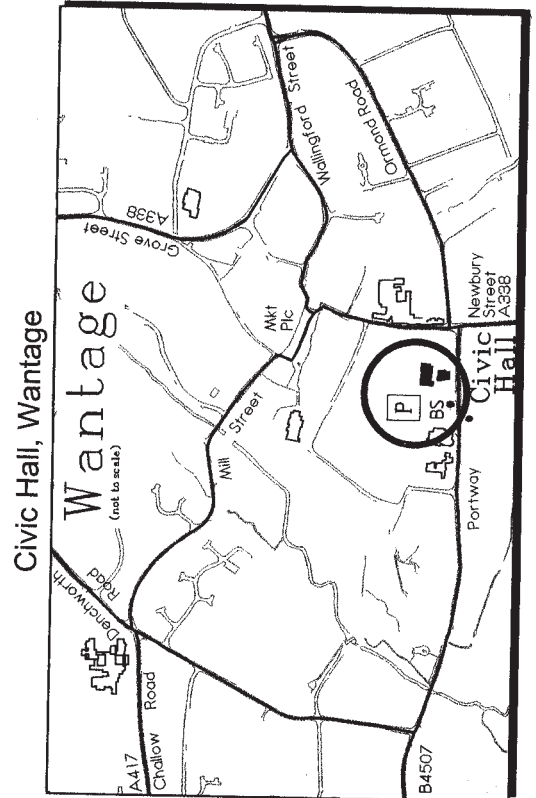 Civic Hall, Wantage
Wantage
(not to scale)
Denchworth
Road
A417
Challow Road
Mill Street
Mkt
Plc
Grove Street
A338
Wallingford Street
Ormond Road
Newbury
Street
A338
P
BS
Civic
Hall
Portway
B4507